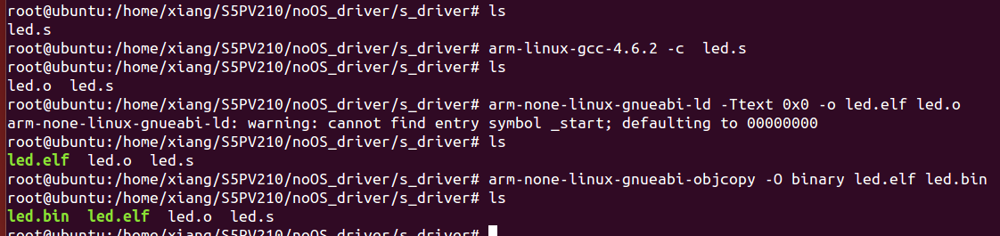 root@ubuntu:/home/xiang/S5PV210/noOS_driver/s_driver# ls
led.s
root@ubuntu:/home/xiang/S5PV210/noOS_driver/s_driver# arm-linux-gcc-4.6.2 -c  led.s
root@ubuntu:/home/xiang/S5PV210/noOS_driver/s_driver# ls
led.o  led.s
root@ubuntu:/home/xiang/S5PV210/noOS_driver/s_driver# arm-none-linux-gnueabi-ld -Ttext 0x0 -o led.elf led.o
arm-none-linux-gnueabi-ld: warning: cannot find entry symbol _start; defaulting to 00000000
root@ubuntu:/home/xiang/S5PV210/noOS_driver/s_driver# ls
led.elf  led.o  led.s
root@ubuntu:/home/xiang/S5PV210/noOS_driver/s_driver# arm-none-linux-gnueabi-objcopy -O binary led.elf led.bin
root@ubuntu:/home/xiang/S5PV210/noOS_driver/s_driver# ls
led.bin  led.elf  led.o  led.s
root@ubuntu:/home/xiang/S5PV210/noOS_driver/s_driver#